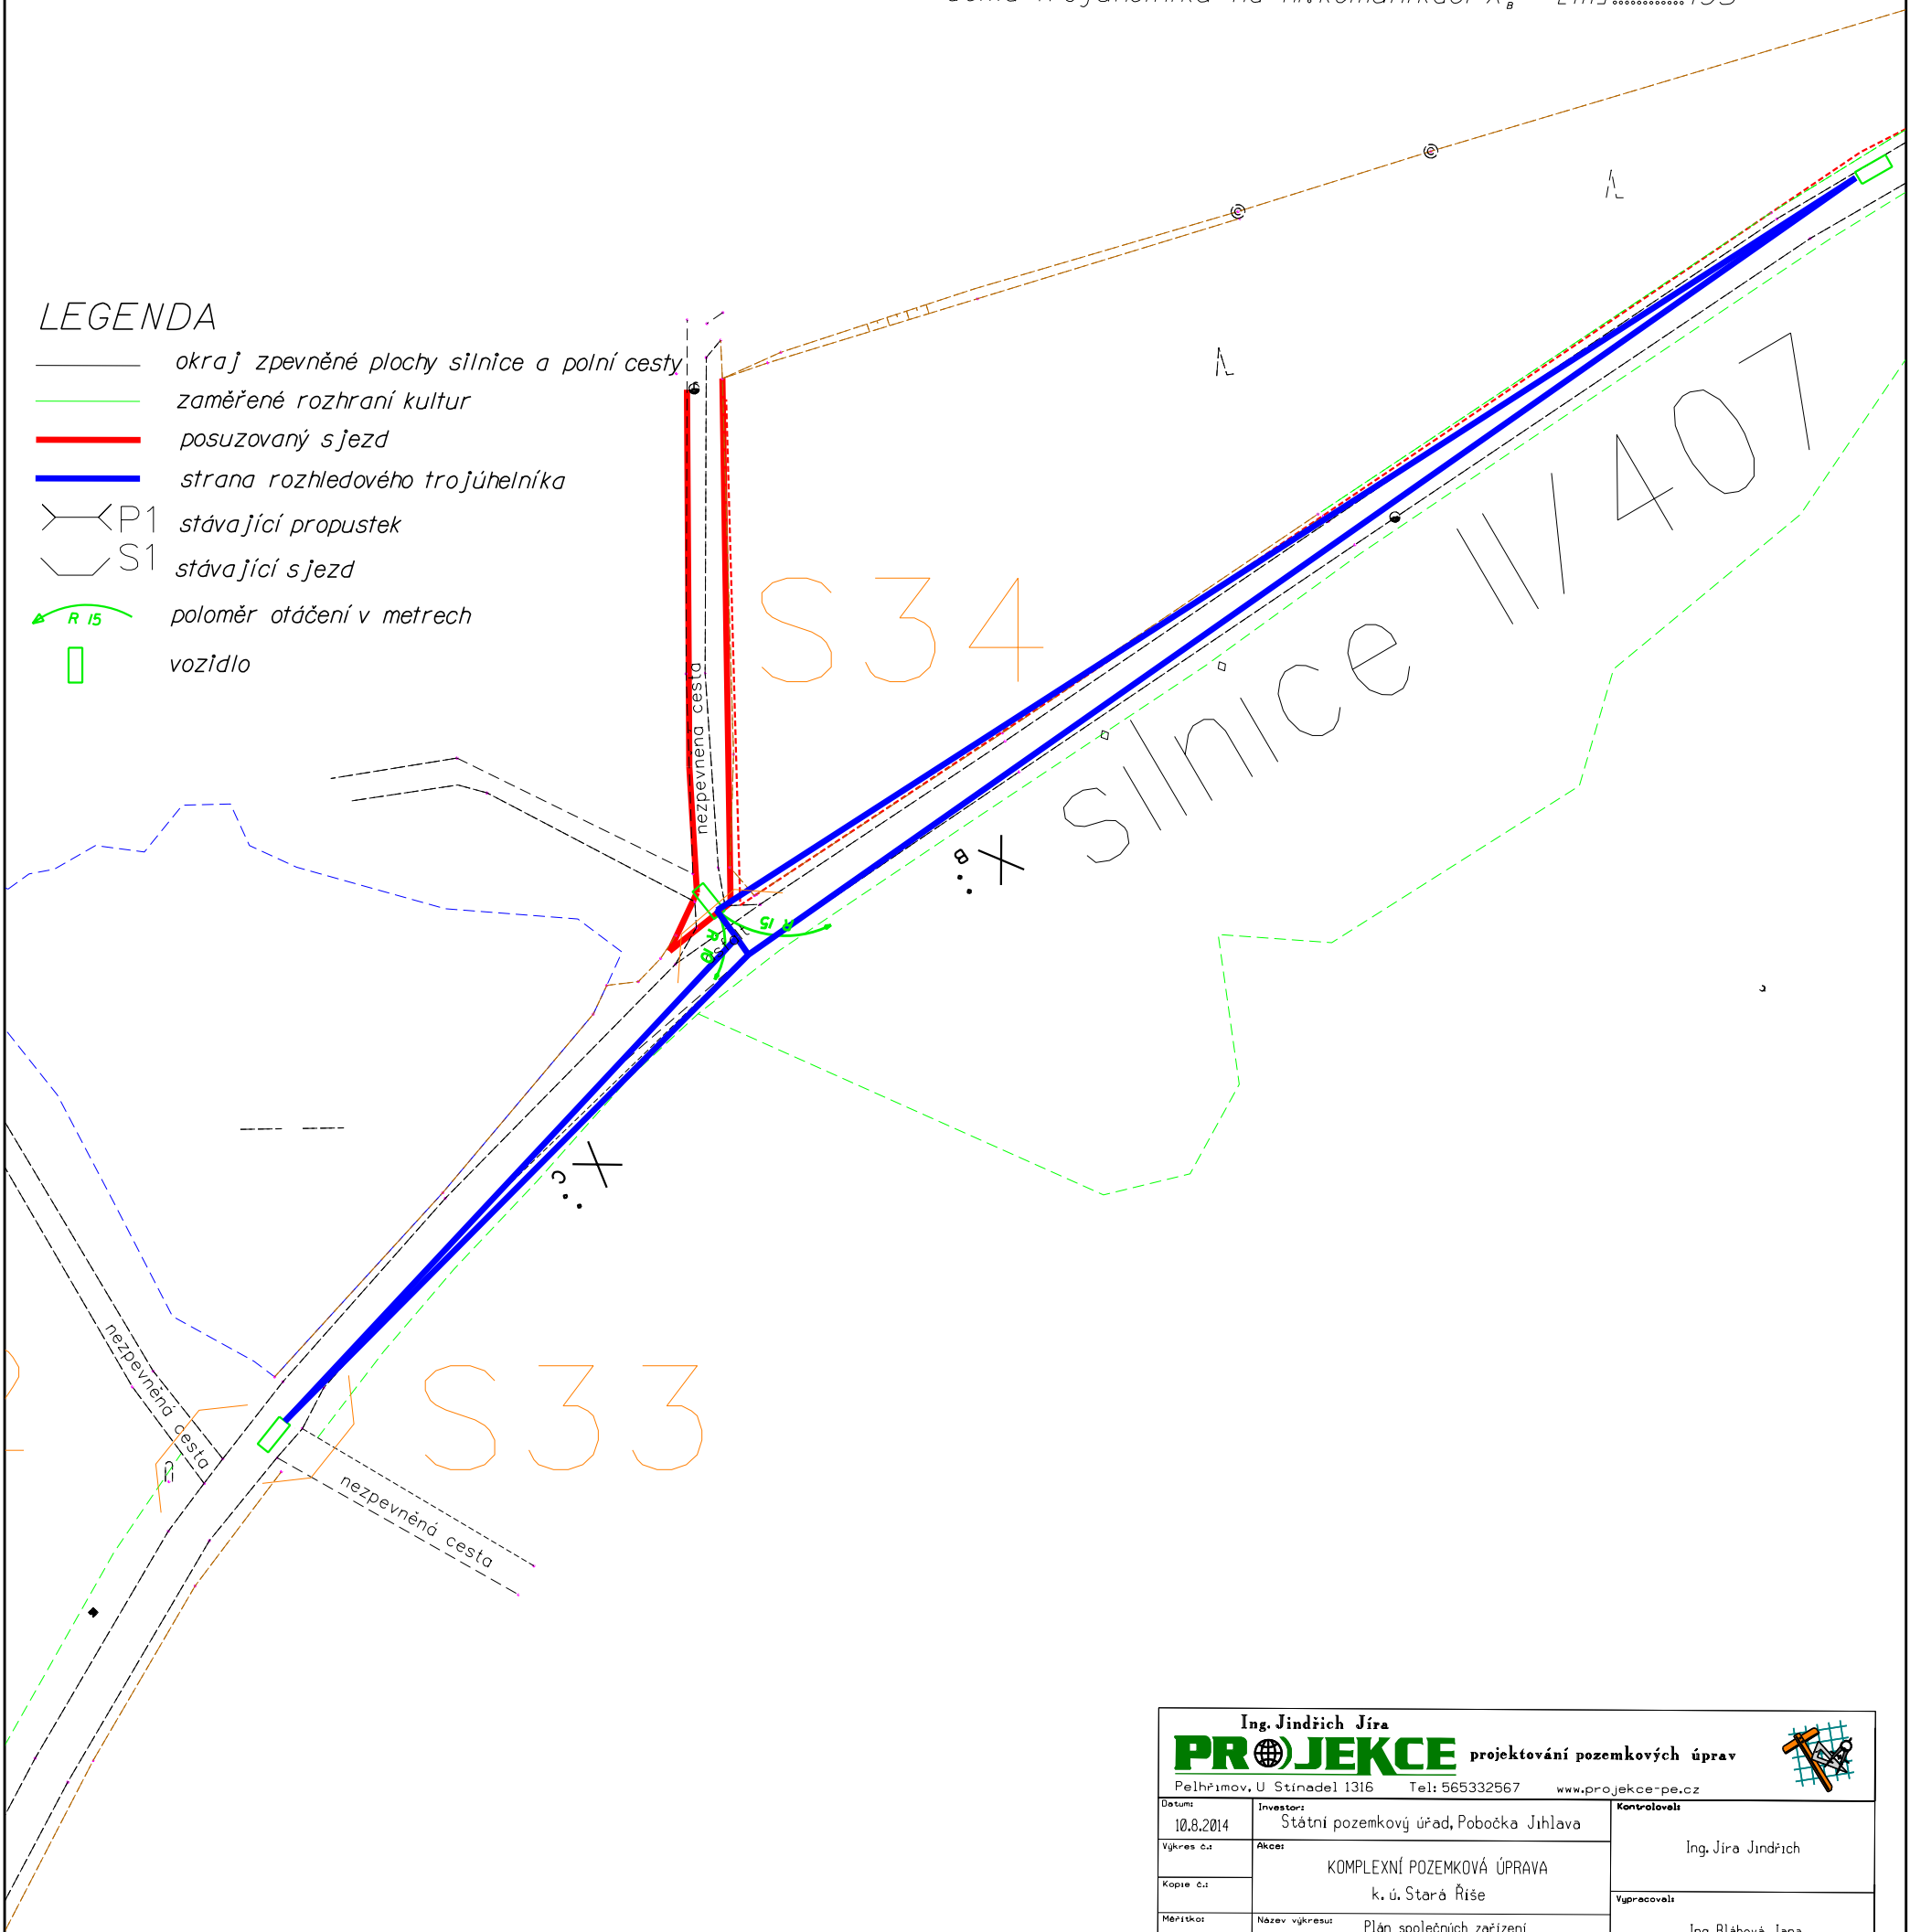 LEGENDA
okraj zpevněné plochy silnice a polní cesty
zaměřené rozhraní kultur
posuzovaný sjezd
strana rozhledového trojúhelníka
P1 stávající propustek
S1 stávající sjezd
R 15 poloměr otáčení v metrech
vozidlo
S34
nezpevněná cesta
Silnice II/407
X B
R 15
X C
S33
nezpevněná cesta
nezpevněná cesta
Ing. Jindřich Jíra
PROJEKCE projektování pozemkových úprav
Pelhřimov, U Stínadel 1316 Tel: 565332567 www.projekce-pe.cz
Datum:
10.8.2014
Investor:
Státní pozemkový úřad, Pobočka Jihlava
Kontroloval:
Ing. Jíra Jindřich
Výkres č.:
Akce:
KOMPLEXNÍ POZEMKOVÁ ÚPRAVA
k. ú. Stará Říše
Kopie č.:
Vypracoval:
Ing. Bláhová Jana
Měřítko:
Název výkresu: Plán společných zařízení